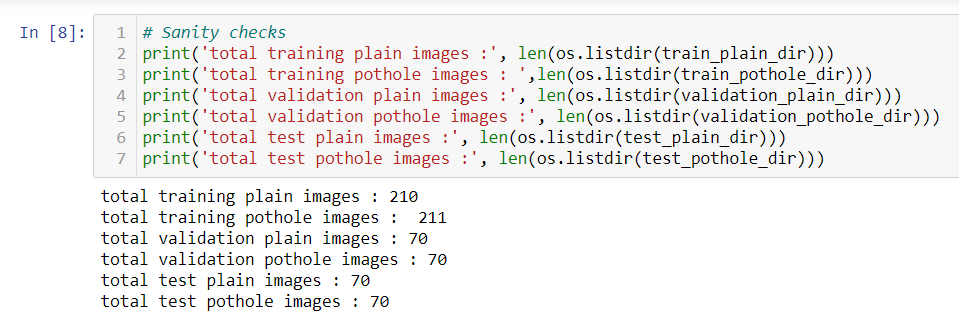 In [8]:
1 # Sanity checks
2 print('total training plain images :', len(os.listdir(train_plain_dir)))
3 print('total training pothole images : ',len(os.listdir(train_pothole_dir)))
4 print('total validation plain images :', len(os.listdir(validation_plain_dir)))
5 print('total validation pothole images :', len(os.listdir(validation_pothole_dir)))
6 print('total test plain images :', len(os.listdir(test_plain_dir)))
7 print('total test pothole images :', len(os.listdir(test_pothole_dir)))
total training plain images : 210
total training pothole images :  211
total validation plain images : 70
total validation pothole images : 70
total test plain images : 70
total test pothole images : 70